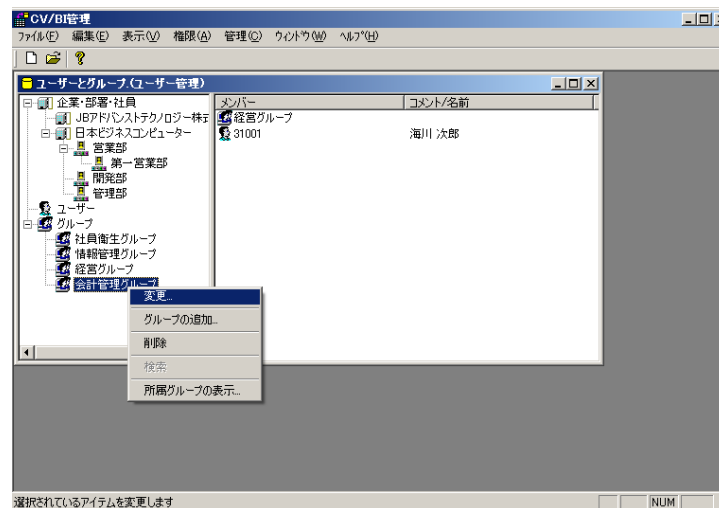 CV/BI管理
ファイル(F) 編集(E) 表示(V) 権限(A) 管理(C) ウィンドウ(W) ヘルプ(H)
ユーザーとグループ.(ユーザー管理)
企業・部署・社員
JBアドバンストテクノロジー株式
日本ビジネスコンピューター
営業部
第一営業部
開発部
管理部
ユーザー
グループ
社員衛生グループ
情報管理グループ
経営グループ
会計管理グループ
メンバー コメント/名前
経営グループ
31001 海川 次郎
変更...
グループの追加...
削除
検索
所属グループの表示...
選択されているアイテムを変更します NUM